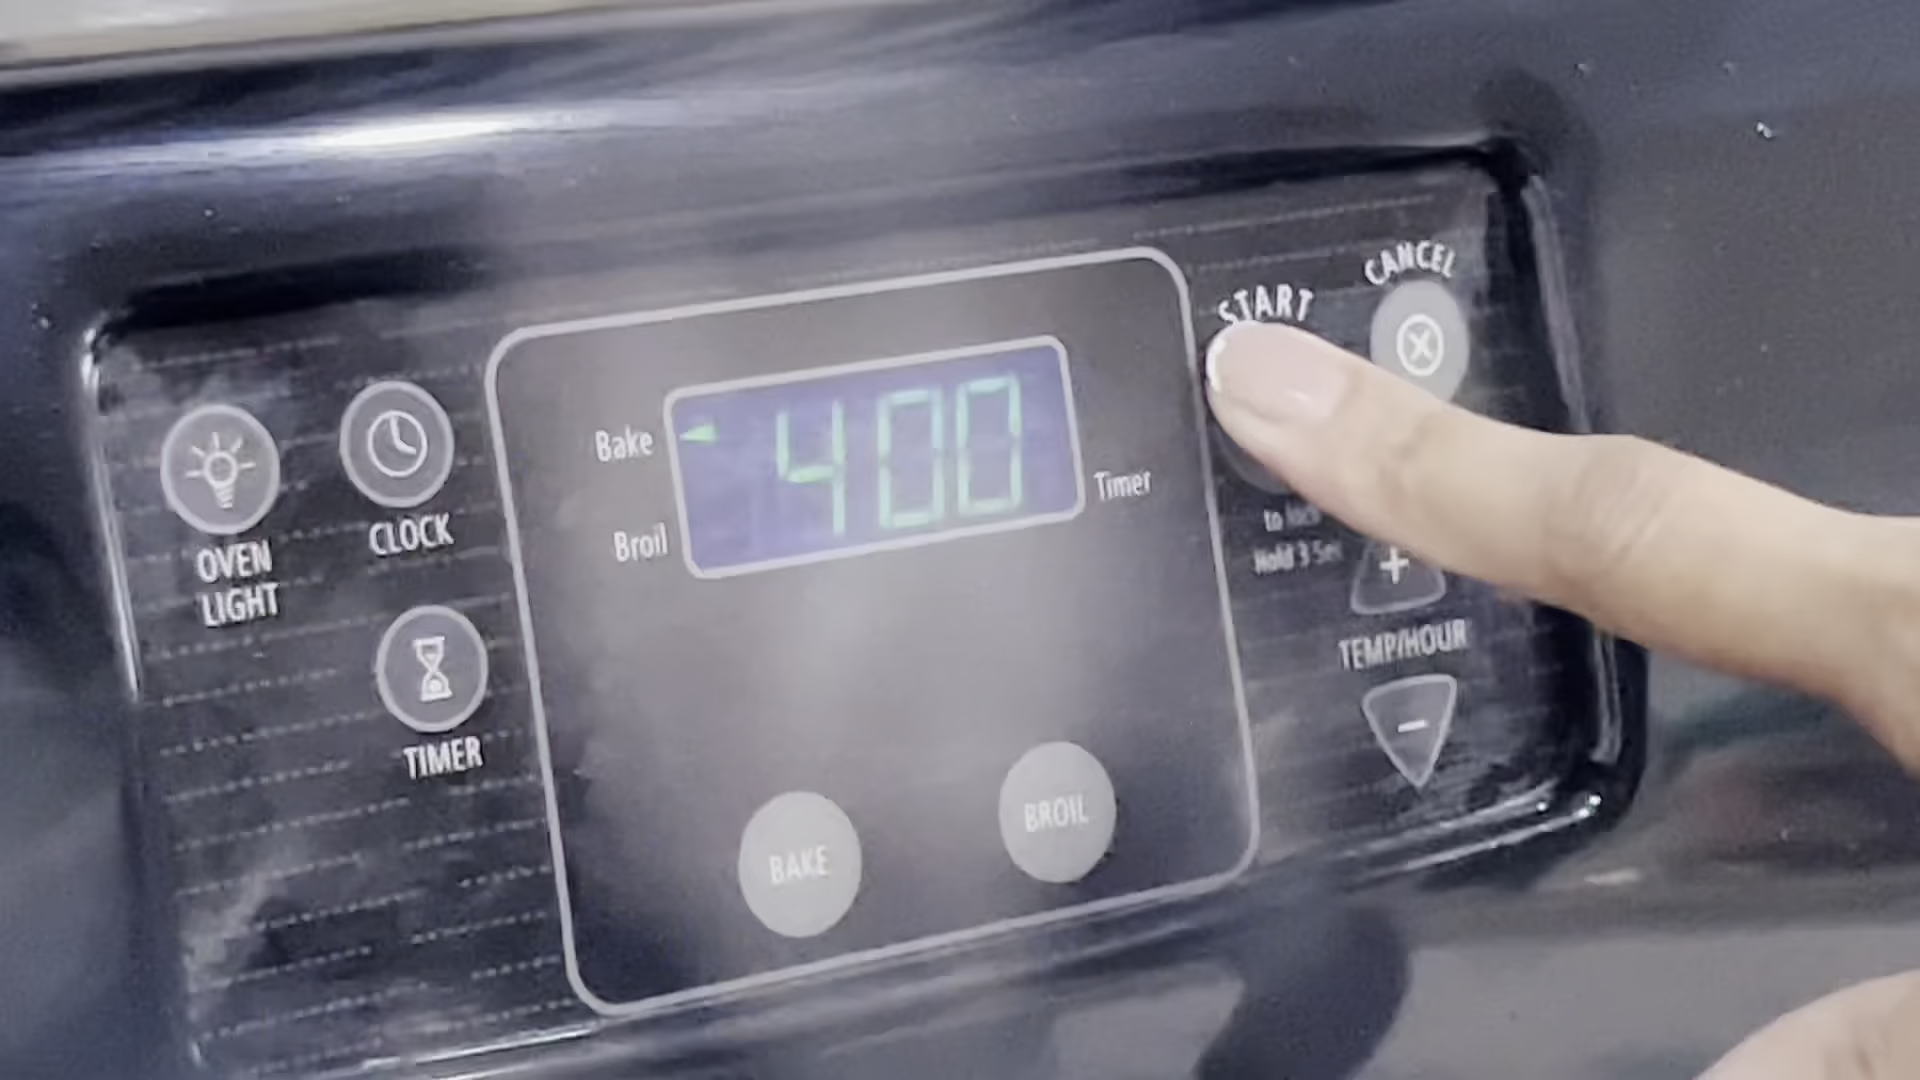 CANCEL
START
Bake
400
Timer
Broil
CLOCK
OVEN
LIGHT
to lock
Hold 3 Sec
+
TEMP/HOUR
-
TIMER
BAKE
BROIL